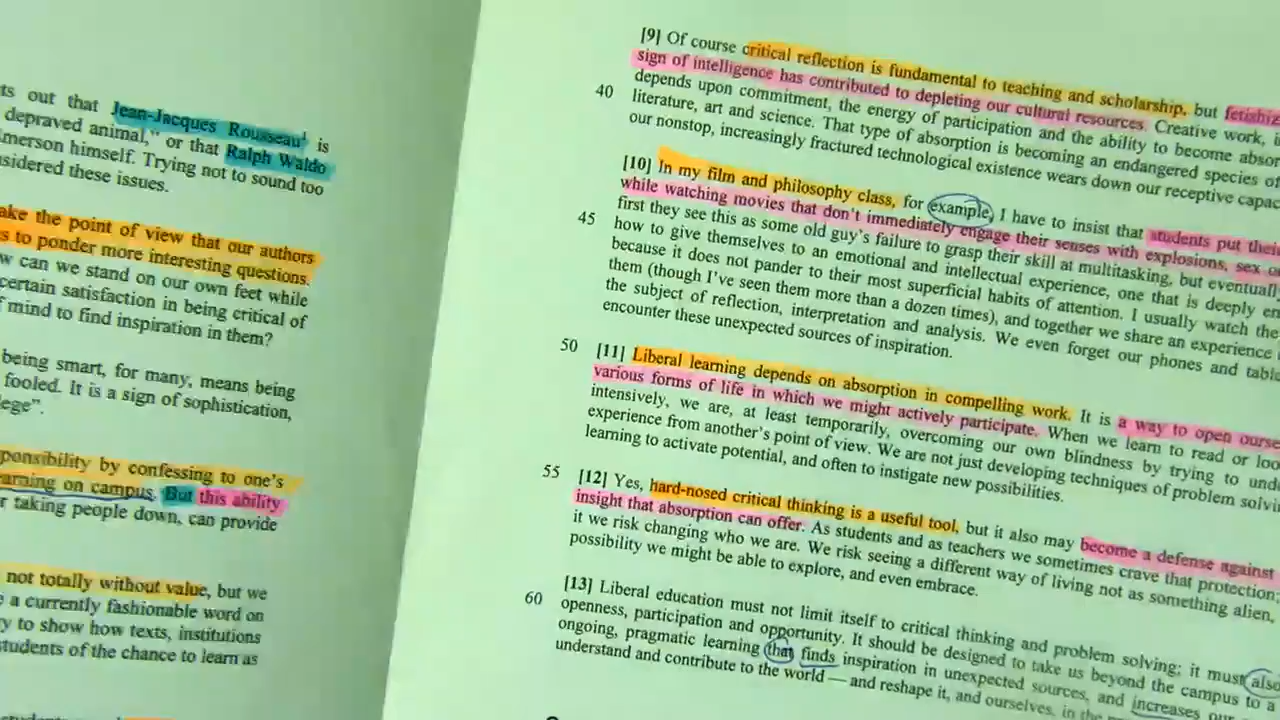 ts out that Jean-Jacques Rousseau¹ is
depraved animal,” or that Ralph Waldo
merson himself. Trying not to sound too
nsidered these issues.
ake the point of view that our authors
s to ponder more interesting questions.
w can we stand on our own feet while
certain satisfaction in being critical of
f mind to find inspiration in them?
being smart, for many, means being
fooled. It is a sign of sophistication,
lege”.
ponsibility by confessing to one’s
earning on campus. But this ability
r taking people down, can provide
not totally without value, but we
e a currently fashionable word on
y to show how texts, institutions
students of the chance to learn as
[9] Of course critical reflection is fundamental to teaching and scholarship, but fetishiz
sign of intelligence has contributed to depleting our cultural resources. Creative work, i
40 depends upon commitment, the energy of participation and the ability to become absor
literature, art and science. That type of absorption is becoming an endangered species of
our nonstop, increasingly fractured technological existence wears down our receptive capac
[10] In my film and philosophy class, for example, I have to insist that students put their
while watching movies that don’t immediately engage their senses with explosions, sex o
45 first they see this as some old guy’s failure to grasp their skill at multitasking, but eventuall
how to give themselves to an emotional and intellectual experience, one that is deeply en
because it does not pander to their most superficial habits of attention. I usually watch the
them (though I’ve seen them more than a dozen times), and together we share an experience
the subject of reflection, interpretation and analysis. We even forget our phones and table
encounter these unexpected sources of inspiration.
50 [11] Liberal learning depends on absorption in compelling work. It is a way to open ourse
various forms of life in which we might actively participate. When we learn to read or loo
intensively, we are, at least temporarily, overcoming our own blindness by trying to unde
experience from another’s point of view. We are not just developing techniques of problem solvi
learning to activate potential, and often to instigate new possibilities.
55 [12] Yes, hard-nosed critical thinking is a useful tool, but it also may become a defense against
insight that absorption can offer. As students and as teachers we sometimes crave that protection;
it we risk changing who we are. We risk seeing a different way of living not as something alien,
possibility we might be able to explore, and even embrace.
60 [13] Liberal education must not limit itself to critical thinking and problem solving; it must also
openness, participation and opportunity. It should be designed to take us beyond the campus to a
ongoing, pragmatic learning that finds inspiration in unexpected sources, and increases our
understand and contribute to the world — and reshape it, and ourselves, in the